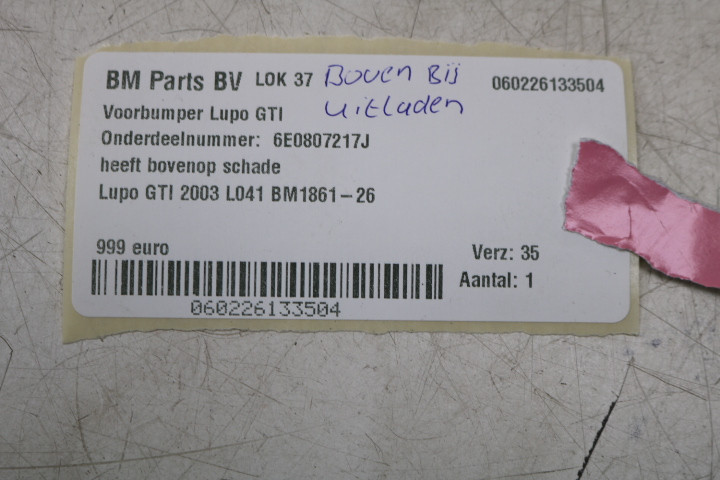 BM Parts BV LOK 37 Boven Bij 060226133504
Voorbumper Lupo GTI uitladen
Onderdeelnummer: 6E0807217J
heeft bovenop schade
Lupo GTI 2003 L041 BM1861-26
999 euro Verz: 35
Aantal: 1
060226133504